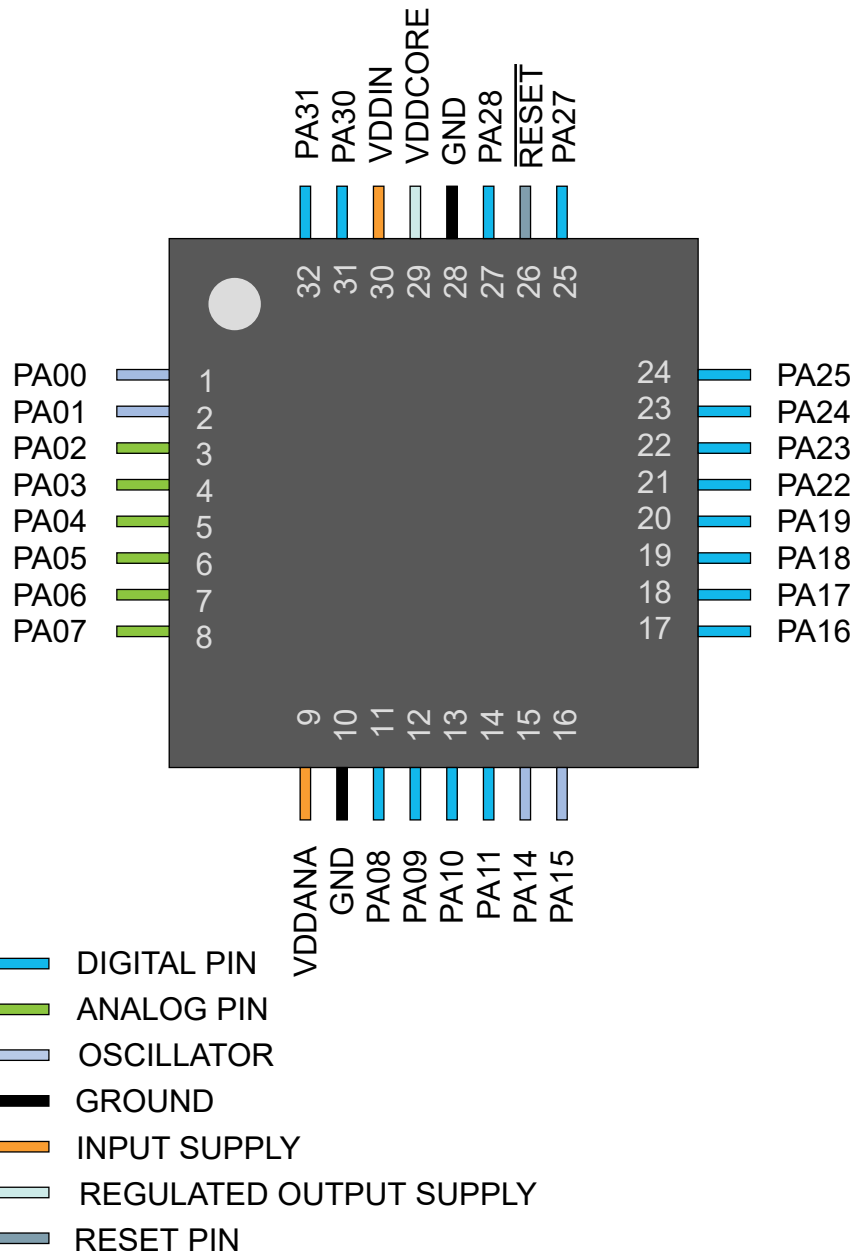 PA31
PA30
VDDIN
VDDCORE
GND
PA28
RESET
PA27
32
31
30
29
28
27
26
25
PA00 1
PA01 2
PA02 3
PA03 4
PA04 5
PA05 6
PA06 7
PA07 8
24 PA25
23 PA24
22 PA23
21 PA22
20 PA19
19 PA18
18 PA17
17 PA16
9
10
11
12
13
14
15
16
VDDANA
GND
PA08
PA09
PA10
PA11
PA14
PA15
DIGITAL PIN
ANALOG PIN
OSCILLATOR
GROUND
INPUT SUPPLY
REGULATED OUTPUT SUPPLY
RESET PIN